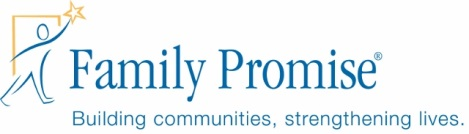 Family Promise®
Building communities, strengthening lives.